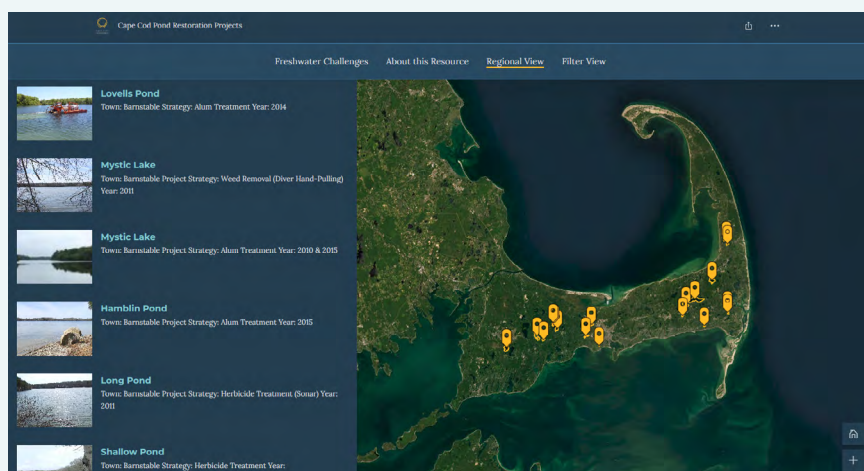 Cape Cod Pond Restoration Projects
Freshwater Challenges About this Resource Regional View Filter View
Lovells Pond
Town: Barnstable Strategy: Alum Treatment Year: 2014
Mystic Lake
Town: Barnstable Project Strategy: Weed Removal (Diver Hand-Pulling)
Year: 2011
Mystic Lake
Town: Barnstable Project Strategy: Alum Treatment Year: 2010 & 2015
Hamblin Pond
Town: Barnstable Project Strategy: Alum Treatment Year: 2015
Long Pond
Town: Barnstable Project Strategy: Herbicide Treatment (Sonar) Year:
2011
Shallow Pond
Town: Barnstable Strategy: Herbicide Treatment Year: